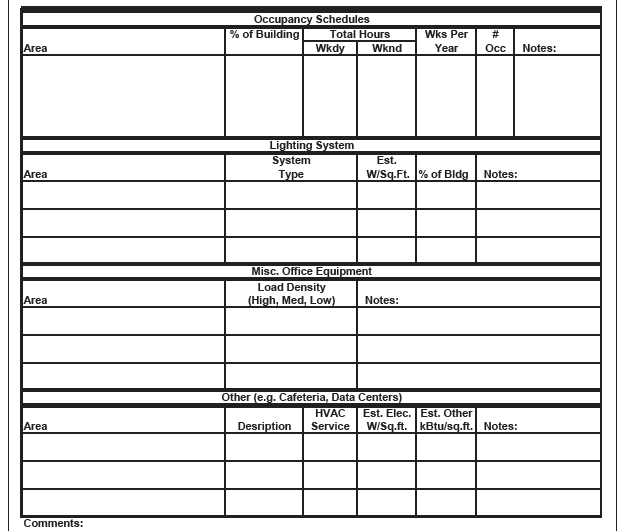 Occupancy Schedules
% of Building Total Hours Wks Per #
Area Wkdy Wknd Year Occ Notes:
Lighting System
System Est.
Area Type W/Sq.Ft. % of Bldg Notes:
Misc. Office Equipment
Load Density
Area (High, Med, Low) Notes:
Other (e.g. Cafeteria, Data Centers)
HVAC Est. Elec. Est. Other
Area Desription Service W/Sq.ft. kBtu/sq.ft. Notes:
Comments: